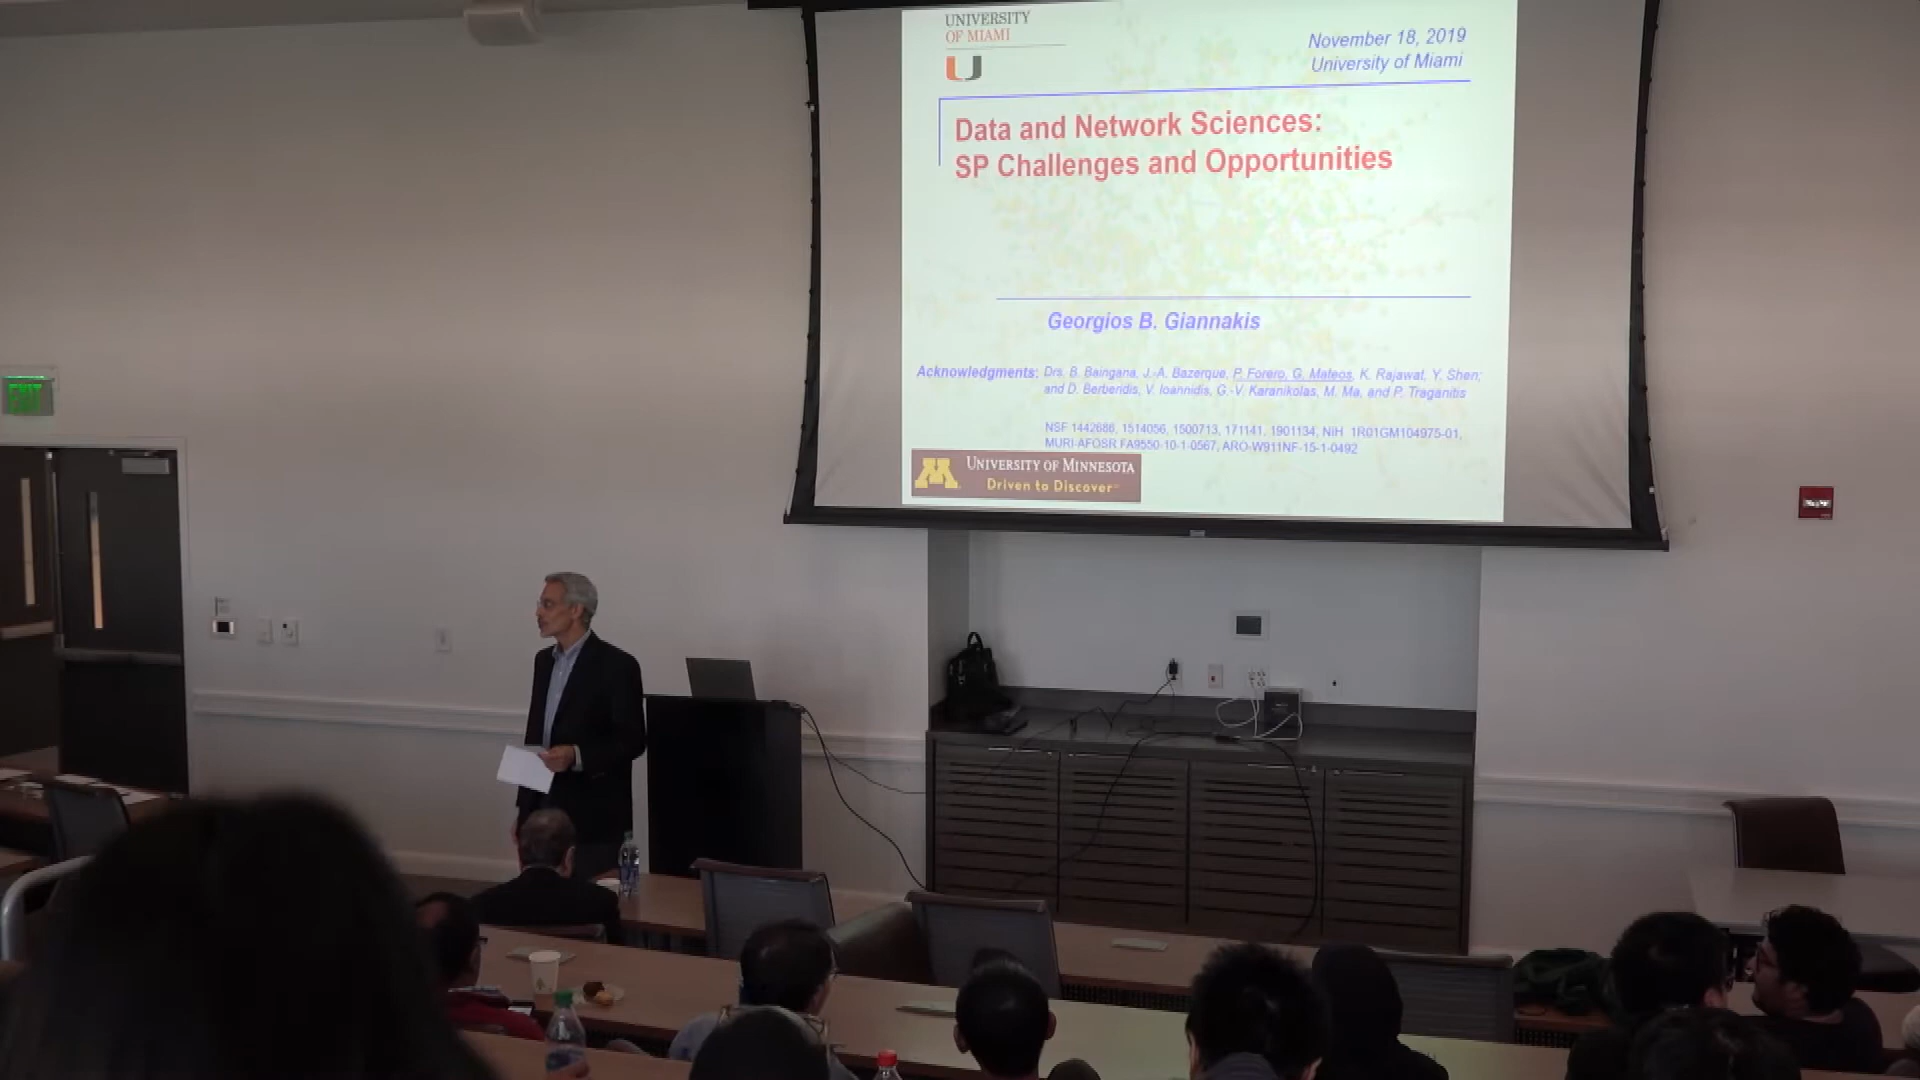 UNIVERSITY
OF MIAMI
November 18, 2019
University of Miami
Data and Network Sciences:
SP Challenges and Opportunities
Georgios B. Giannakis
Acknowledgments: Drs. B. Baingana, J.-A. Bazerque, P. Forero, G. Mateos, K. Rajawat, Y. Shen;
and D. Berberidis, V. Ioannidis, G.-V. Karanikolas, M. Ma, and P. Traganitis
NSF 1442686, 1514056, 1500713, 171141, 1901134, NIH 1R01GM104975-01,
MURI-AFOSR FA9550-10-1-0567, ARO-W911NF-15-1-0492
UNIVERSITY OF MINNESOTA
Driven to Discover
EXIT